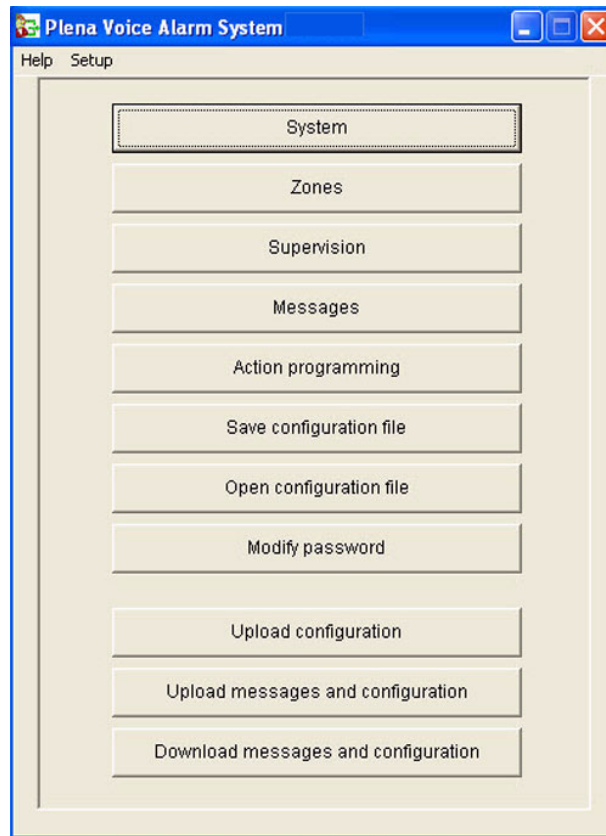 Plena Voice Alarm System
Help Setup
System
Zones
Supervision
Messages
Action programming
Save configuration file
Open configuration file
Modify password
Upload configuration
Upload messages and configuration
Download messages and configuration